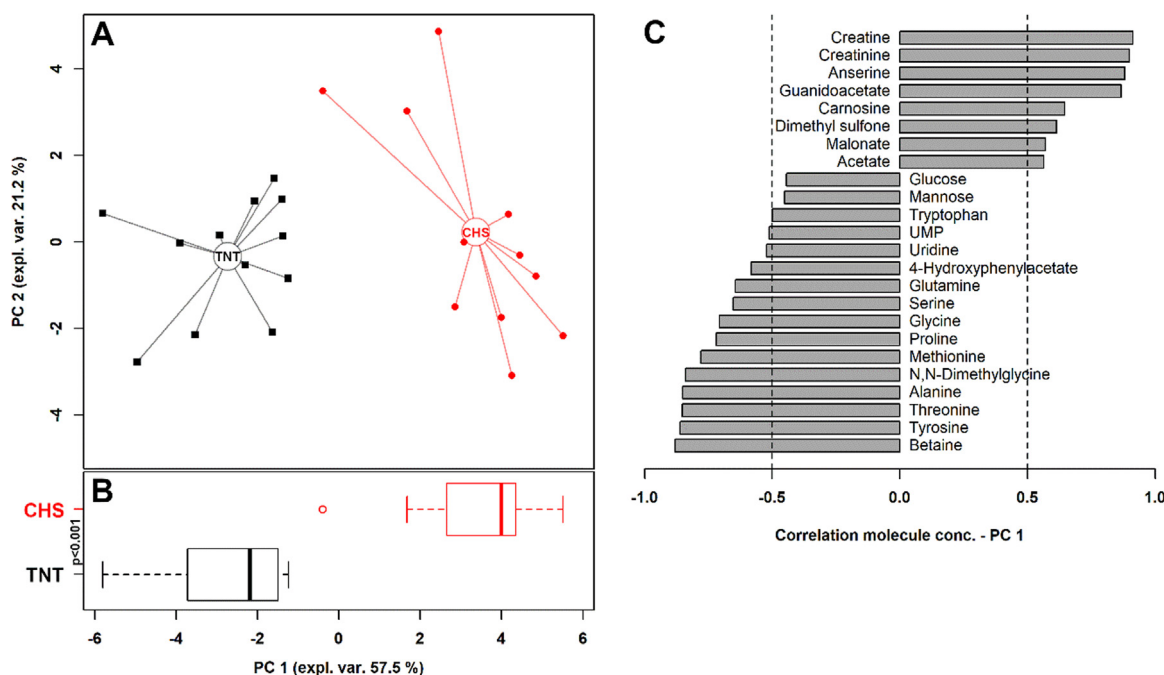 A
4
2
0
-2
-4
PC 2 (expl. var. 21.2 %)
TNT
CHS
B
CHS
TNT
p<0.001
-6
-4
-2
0
2
4
6
PC 1 (expl. var. 57.5 %)
C
Creatine
Creatinine
Anserine
Guanidoacetate
Carnosine
Dimethyl sulfone
Malonate
Acetate
Glucose
Mannose
Tryptophan
UMP
Uridine
4-Hydroxyphenylacetate
Glutamine
Serine
Glycine
Proline
Methionine
N,N-Dimethylglycine
Alanine
Threonine
Tyrosine
Betaine
-1.0
-0.5
0.0
0.5
1.0
Correlation molecule conc. - PC 1